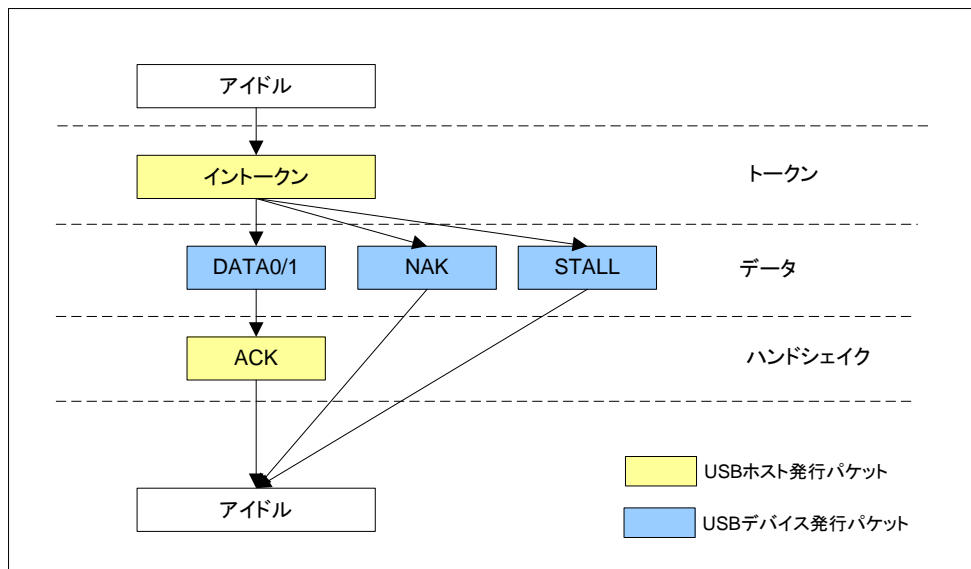 アイドル
イントークン
トークン
DATA0/1
NAK
STALL
データ
ACK
ハンドシェイク
アイドル
USBホスト発行パケット
USBデバイス発行パケット